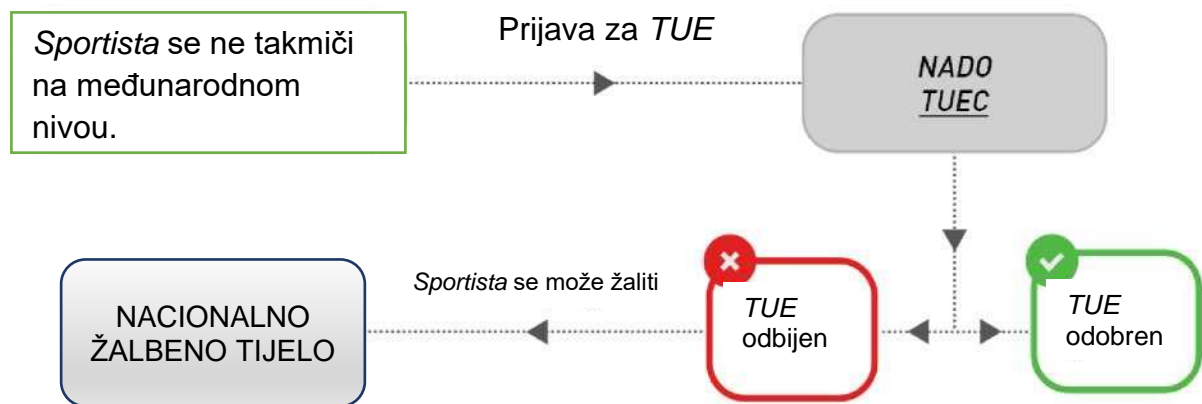 Sportista se ne takmiči
na međunarodnom
nivou.
Prijava za TUE
NADO
TUEC
NACIONALNO
ŽALBENO TIJELO
Sportista se može žaliti
TUE
odbijen
TUE
odobren